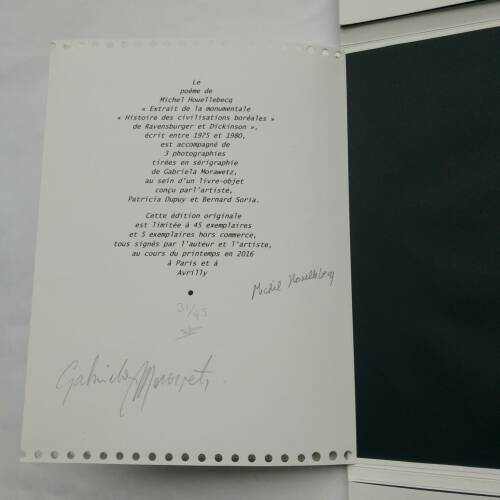 Le
poème de
Michel Houellebecq
« Extrait de la monumentale
« Histoire des civilisations boréales »
de Ravensburger et Dickinson »,
écrit entre 1975 et 1980,
est accompagné de
3 photographies
tirées en sérigraphie
de Gabriela Morawetz,
au sein d'un livre-objet
conçu parl'artiste,
Patricia Dupuy et Bernard Soria.
Cette édition originale
est limitée à 45 exemplaires
et 5 exemplaires hors commerce,
tous signés par l'auteur et l'artiste,
au cours du printemps en 2016
à Paris et à
Avrilly
Michel Houellebecq
31/45
Gabriela Morawetz